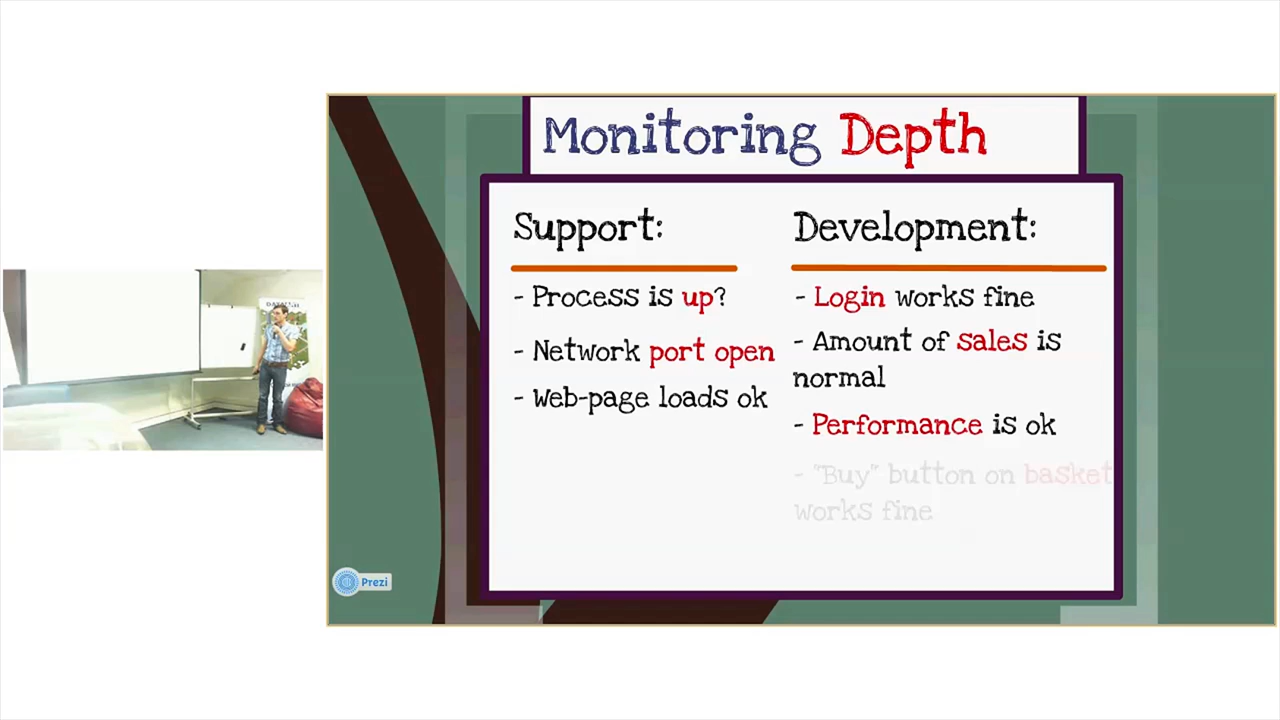 Monitoring Depth
Support:
- Process is up?
- Network port open
- Web-page loads ok
Development:
- Login works fine
- Amount of sales is
normal
- Performance is ok
- "Buy" button on basket
works fine
Prezi